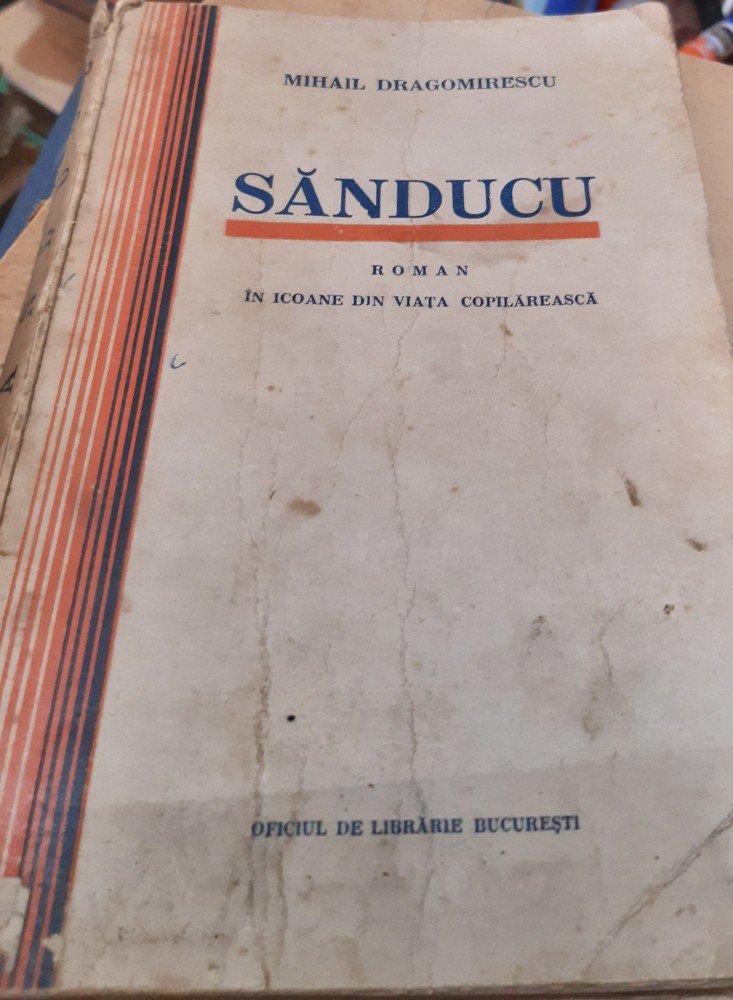 MIHAIL DRAGOMIRESCU
SĂNDUCU
ROMAN
ÎN ICOANE DIN VIAȚA COPILĂREASCĂ
OFICIUL DE LIBRĂRIE BUCUREȘTI